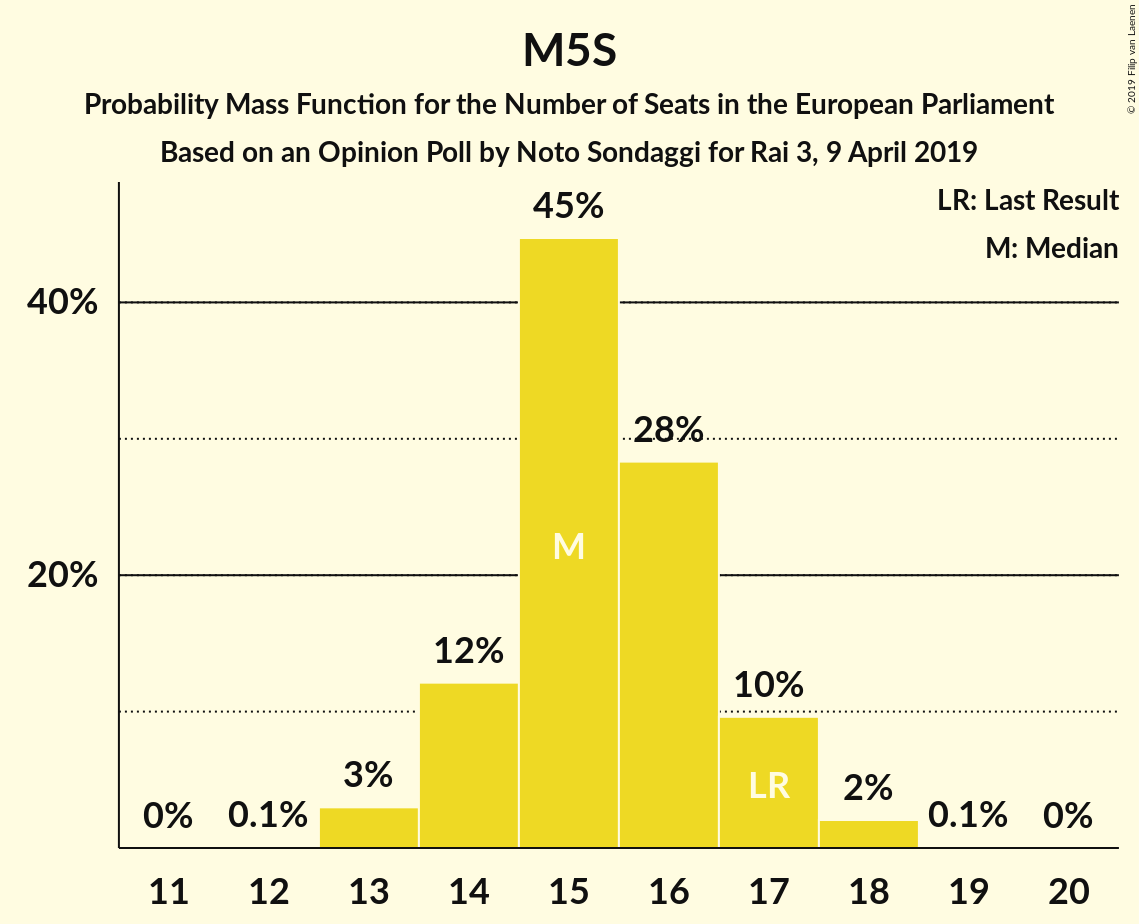 M5S
Probability Mass Function for the Number of Seats in the European Parliament
Based on an Opinion Poll by Noto Sondaggi for Rai 3, 9 April 2019
© 2019 Filip van Laenen
LR: Last Result
M: Median
45%
40%
28%
M
20%
12%
10%
LR
3%
2%
0%
0.1%
0.1%
0%
11 12 13 14 15 16 17 18 19 20